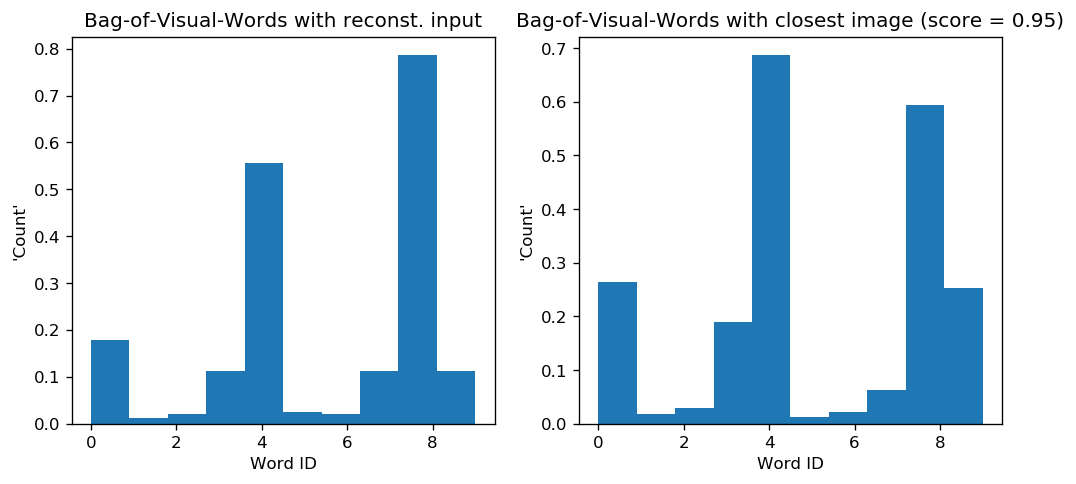 Bag-of-Visual-Words with reconst. input
0.8
0.7
0.6
0.5
0.4
0.3
0.2
0.1
0.0
'Count'
0 2 4 6 8
Word ID
Bag-of-Visual-Words with closest image (score = 0.95)
0.7
0.6
0.5
0.4
0.3
0.2
0.1
0.0
'Count'
0 2 4 6 8
Word ID